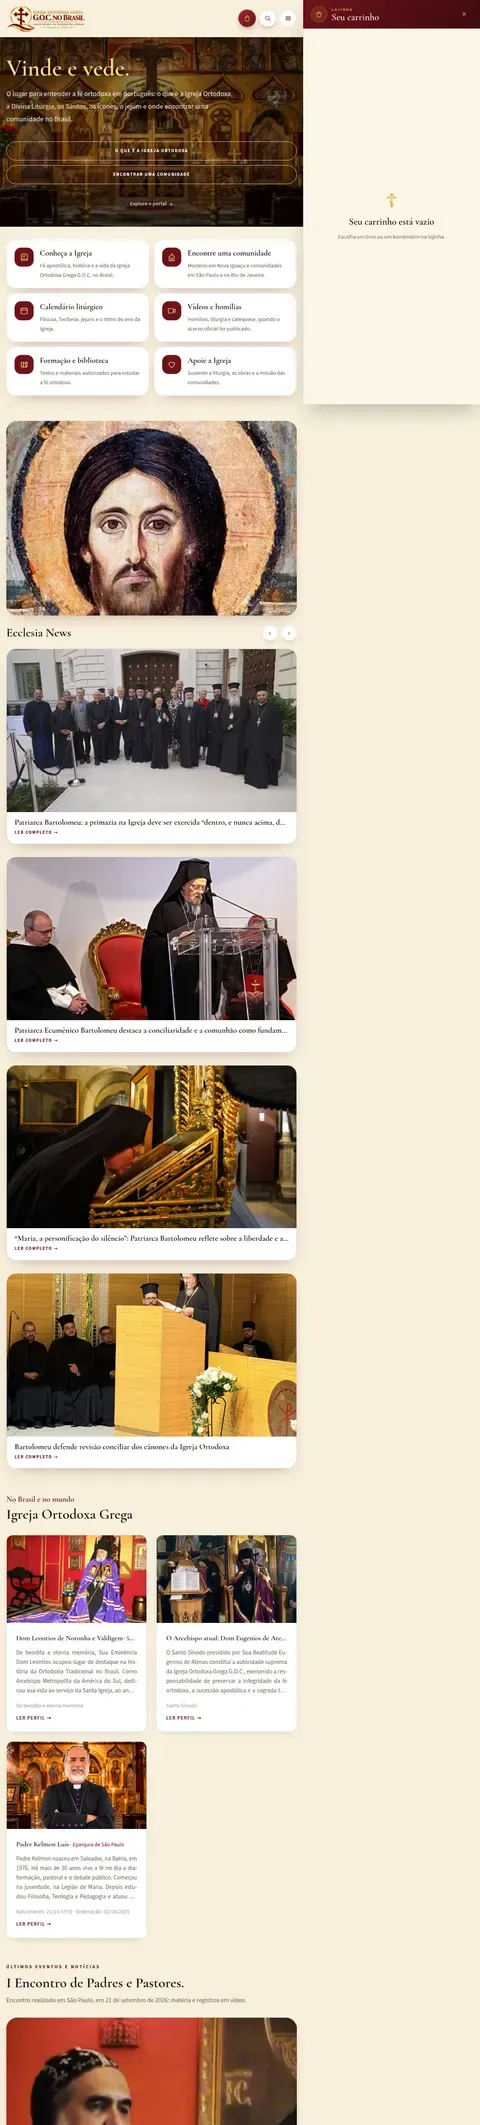 IGREJA ORTODOXA GREGA
G.O.C. NO BRASIL
Vinde e vede.
O lugar para entender a fé ortodoxa em português: o que é a Igreja Ortodoxa,
a Divina Liturgia, os Santos, os ícones, o jejum e onde encontrar uma
comunidade no Brasil.
O QUE É A IGREJA ORTODOXA
ENCONTRAR UMA COMUNIDADE
Explore o portal ↓
LOJINHA
Seu carrinho
×
Seu carrinho está vazio
Escolha um livro ou um komboskini na lojinha.
Conheça a Igreja
Fé apostólica, história e a vida da Igreja
Ortodoxa Grega G.O.C. no Brasil.
Encontre uma comunidade
Mosteiro em Nova Iguaçu e comunidades
em São Paulo e no Rio de Janeiro.
Calendário litúrgico
Páscoa, Teofania, jejuns e o ritmo do ano da
Igreja.
Vídeos e homilias
Homilias, liturgia e catequese, quando o
acervo oficial for publicado.
Formação e biblioteca
Textos e materiais autorizados para estudar
a fé ortodoxa.
Apoie a Igreja
Sustente a liturgia, as obras e a missão das
comunidades.
Ecclesia News
‹ ›
Patriarca Bartolomeu: a primazia na Igreja deve ser exercida “dentro, e nunca acima, d...
LER COMPLETO →
Patriarca Ecumênico Bartolomeu destaca a conciliaridade e a comunhão como fundam...
LER COMPLETO →
“Maria, a personificação do silêncio”: Patriarca Bartolomeu reflete sobre a liberdade e a...
LER COMPLETO →
Bartolomeu defende revisão conciliar dos cânones da Igreja Ortodoxa
LER COMPLETO →
No Brasil e no mundo
Igreja Ortodoxa Grega
Dom Leontios de Noronha e Valdigem · S...
De bendita e eterna memória, Sua Eminência
Dom Leontios ocupou lugar de destaque na his-
tória da Ortodoxia Tradicional no Brasil. Como
Arcebispo Metropolita da América do Sul, dedi-
cou sua vida ao serviço da Santa Igreja, ao an...
De bendita e eterna memória
LER PERFIL →
O Arcebispo atual: Dom Eugenios de Ate...
O Santo Sínodo presidido por Sua Beatitude Eu-
genios de Atenas constitui a autoridade suprema
da Igreja Ortodoxa Grega G.O.C., exercendo a res-
ponsabilidade de preservar a integridade da fé
ortodoxa, a sucessão apostólica e a sagrada t...
Santo Sínodo
LER PERFIL →
Padre Kelmon Luis · Eparquia de São Paulo
Padre Kelmon nasceu em Salvador, na Bahia, em
1976. Há mais de 30 anos vive a fé no dia a dia:
formação, pastoral e o debate público. Começou
na juventude, na Legião de Maria. Depois estu-
dou Filosofia, Teologia e Pedagogia e atuou ...
Nascimento: 21/10/1976 · Ordenação: 02/06/2015
LER PERFIL →
ÚLTIMOS EVENTOS E NOTÍCIAS
I Encontro de Padres e Pastores.
Encontro realizado em São Paulo, em 21 de setembro de 2026: matéria e registros em vídeo.